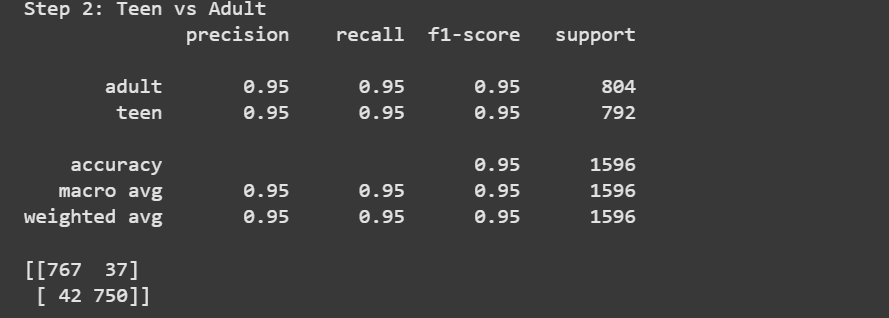 Step 2: Teen vs Adult
precision recall f1-score support
adult 0.95 0.95 0.95 804
teen 0.95 0.95 0.95 792
accuracy 0.95 1596
macro avg 0.95 0.95 0.95 1596
weighted avg 0.95 0.95 0.95 1596
[[767 37]
[ 42 750]]